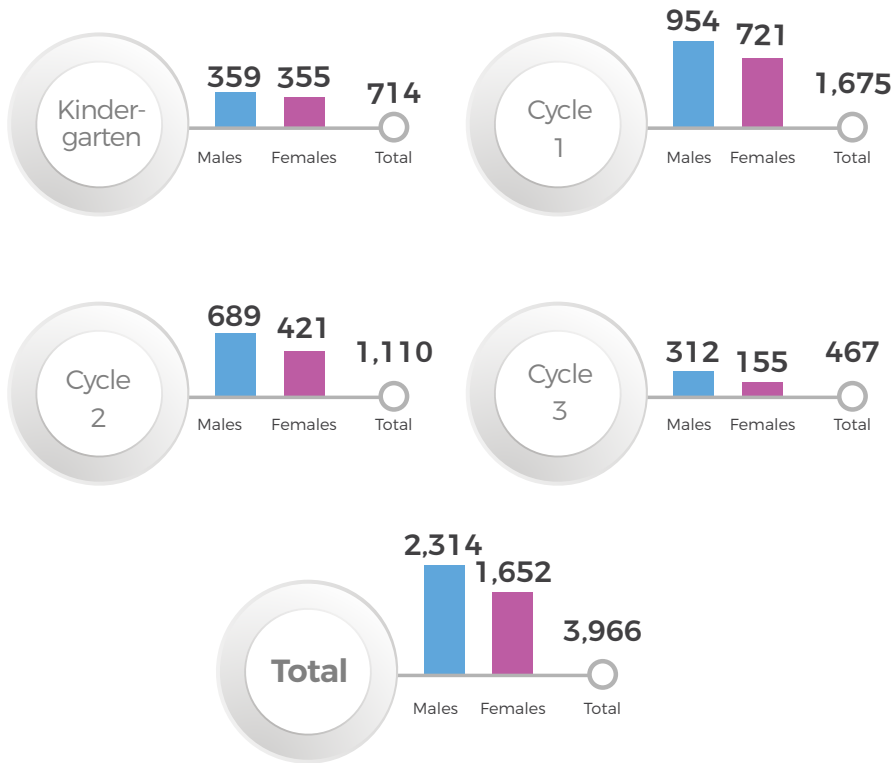 Kinder-
garten
359 355 714
Males Females Total
Cycle
1
954 721 1,675
Males Females Total
Cycle
2
689 421 1,110
Males Females Total
Cycle
3
312 155 467
Males Females Total
Total
2,314 1,652 3,966
Males Females Total